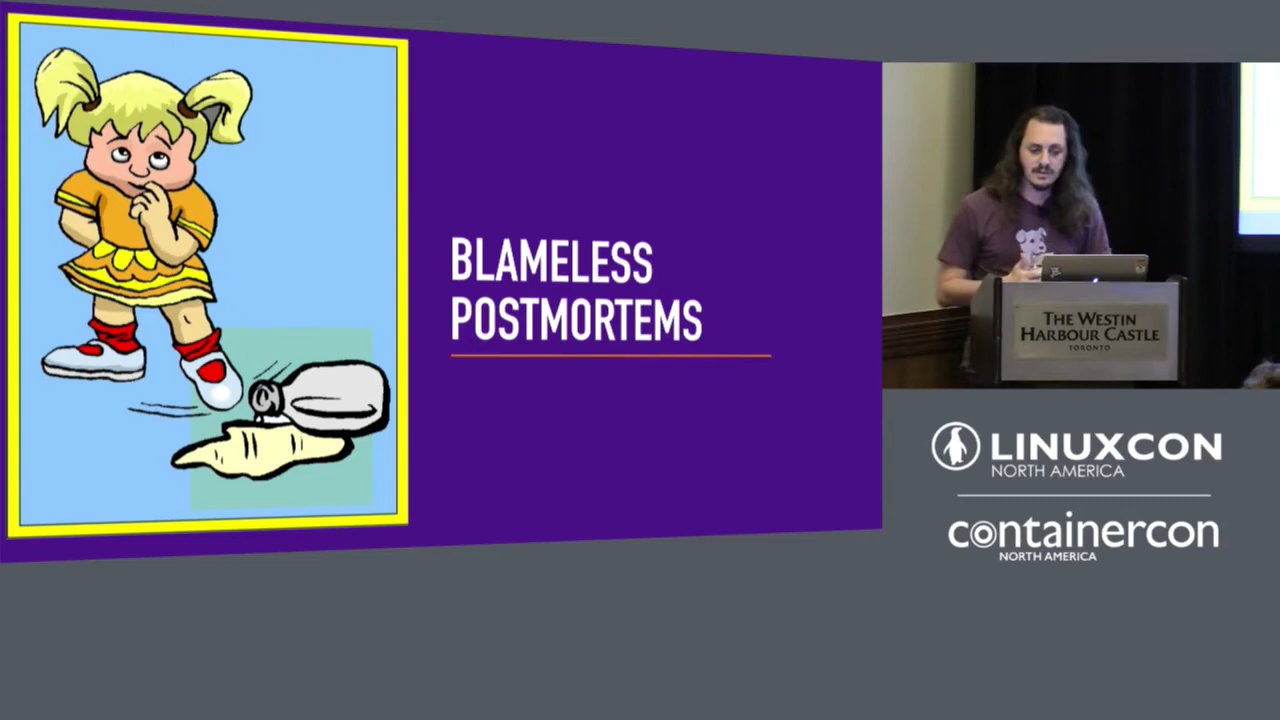 BLAMELESS
POSTMORTEMS
THE WESTIN
HARBOUR CASTLE
TORONTO
LINUXCON
NORTH AMERICA
containercon
NORTH AMERICA